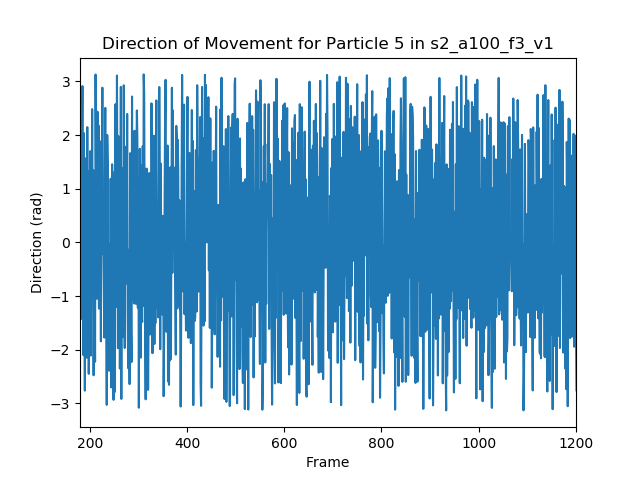 Direction of Movement for Particle 5 in s2_a100_f3_v1
3
2
1
0
−1
−2
−3
Direction (rad)
200 400 600 800 1000 1200
Frame